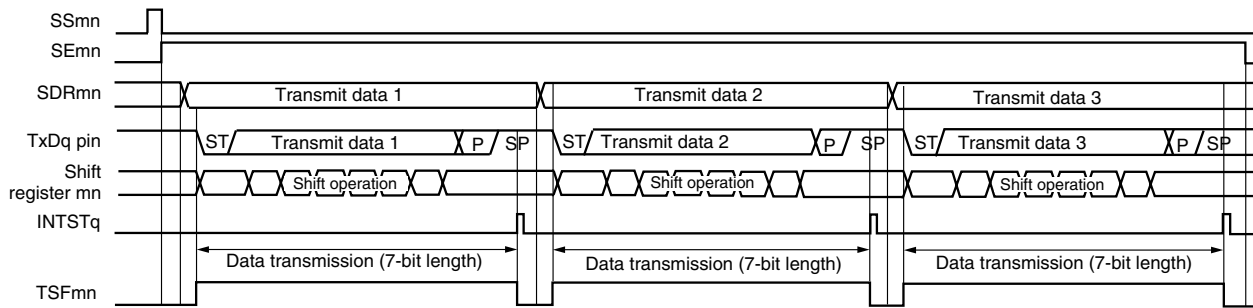 SSmn
SEmn
SDRmn Transmit data 1 Transmit data 2 Transmit data 3
TxDq pin ST Transmit data 1 P SP ST Transmit data 2 P SP ST Transmit data 3 P SP
Shift
register mn Shift operation Shift operation Shift operation
INTSTq
Data transmission (7-bit length) Data transmission (7-bit length) Data transmission (7-bit length)
TSFmn